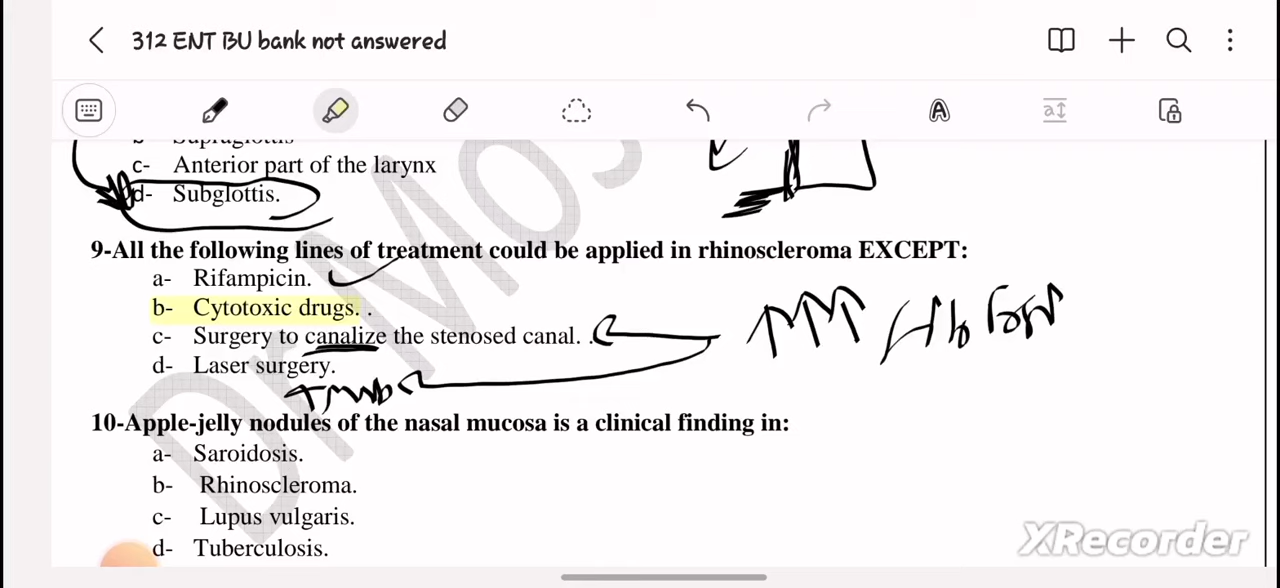 312 ENT BU bank not answered
c- Anterior part of the larynx
d- Subglottis.
9-All the following lines of treatment could be applied in rhinoscleroma EXCEPT:
a- Rifampicin.
b- Cytotoxic drugs. .
c- Surgery to canalize the stenosed canal. .
d- Laser surgery.
10-Apple-jelly nodules of the nasal mucosa is a clinical finding in:
a- Saroidosis.
b- Rhinoscleroma.
c- Lupus vulgaris.
d- Tuberculosis.
XRecorder